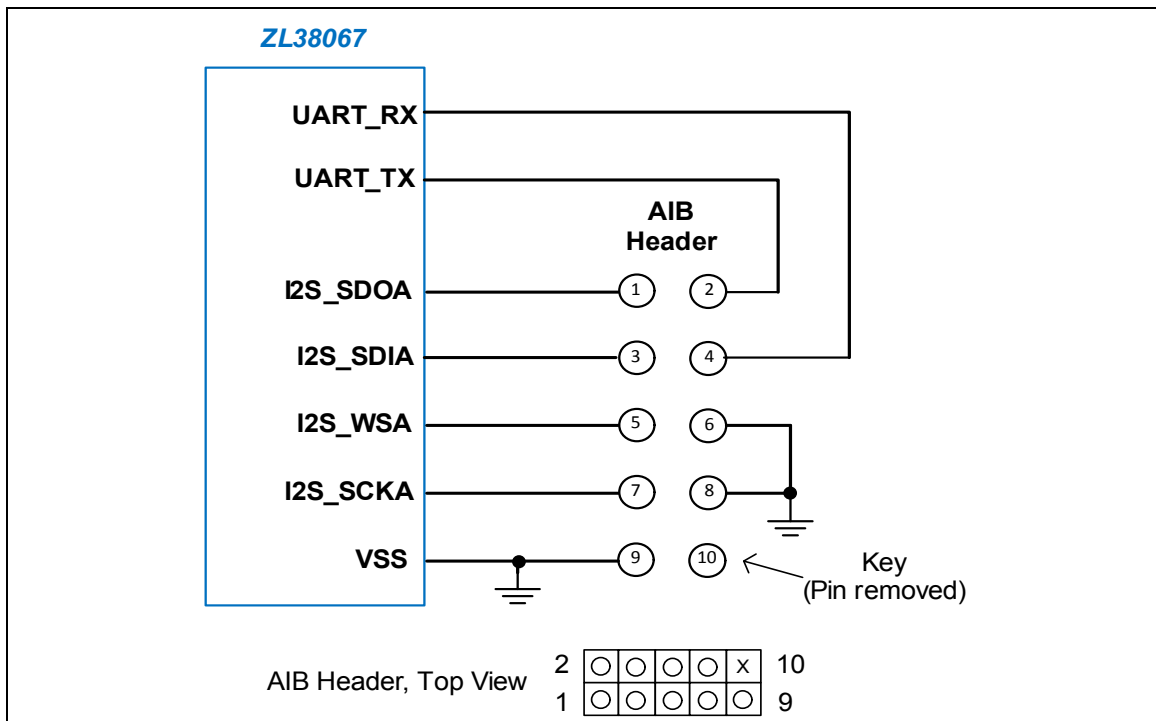 ZL38067
UART_RX
UART_TX
AIB
Header
I2S_SDOA 1 2
I2S_SDIA 3 4
I2S_WSA 5 6
I2S_SCKA 7 8
VSS 9 10
Key
(Pin removed)
AIB Header, Top View
2 X 10
1 9